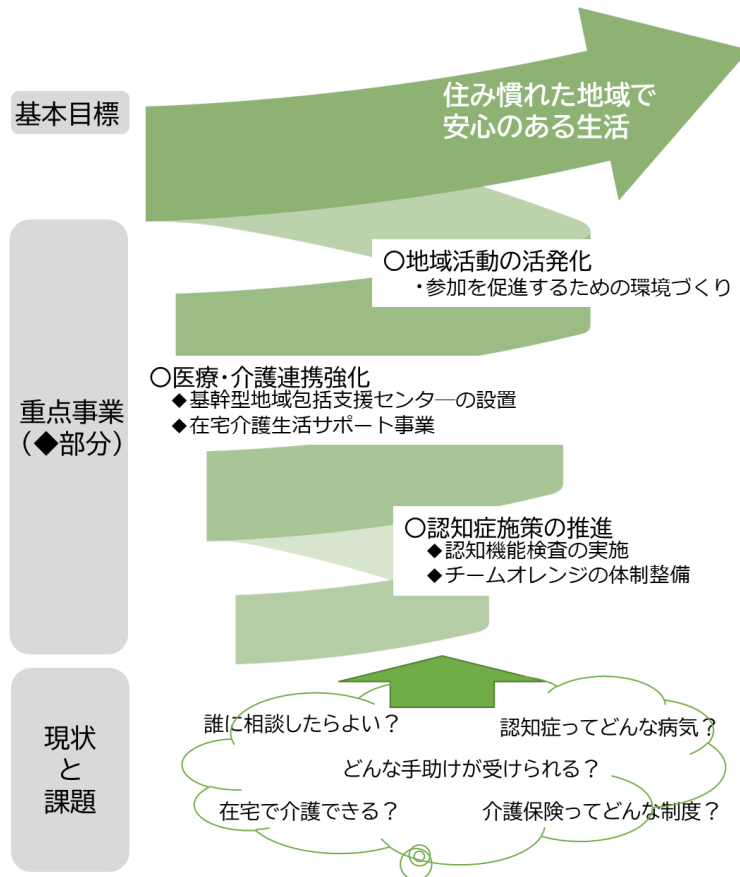 基本目標
住み慣れた地域で
安心のある生活
〇地域活動の活発化
・参加を促進するための環境づくり
重点事業
（◆部分）
〇医療・介護連携強化
◆基幹型地域包括支援センターの設置
◆在宅介護生活サポート事業
〇認知症施策の推進
◆認知機能検査の実施
◆チームオレンジの体制整備
現状
と
課題
誰に相談したらよい？
認知症ってどんな病気？
どんな手助けが受けられる？
在宅で介護できる？
介護保険ってどんな制度？